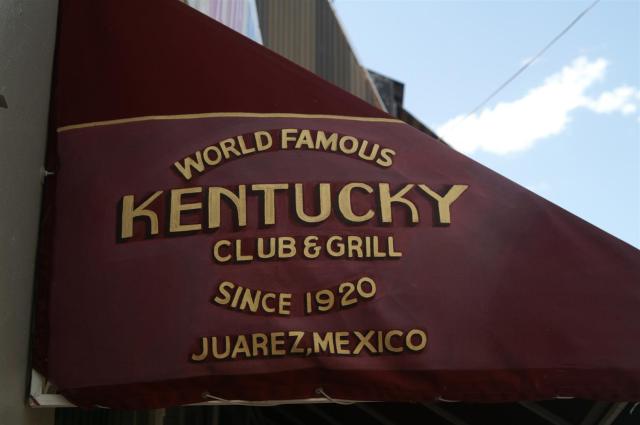 WORLD FAMOUS
KENTUCKY
CLUB & GRILL
SINCE 1920
JUAREZ, MEXICO